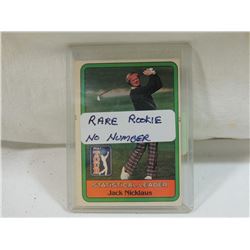 RARE ROOKIE
NO NUMBER
STATISTICAL LEADER
Jack Nicklaus